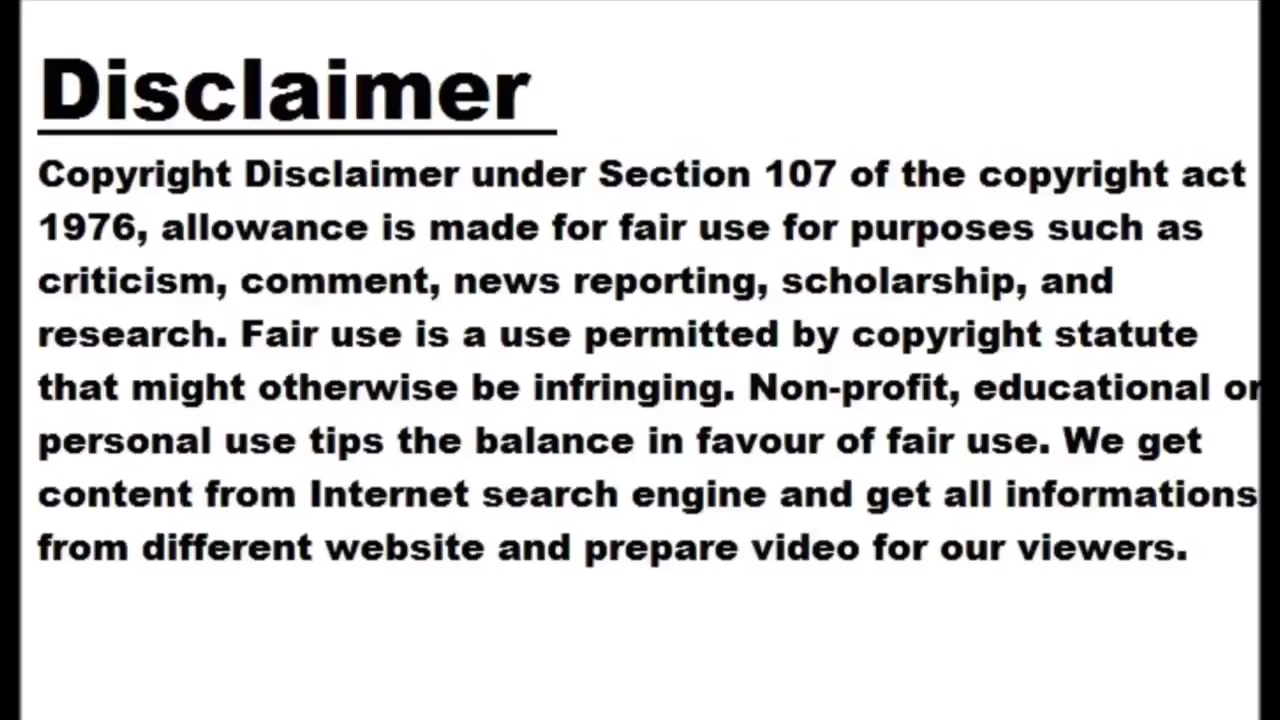 Disclaimer
Copyright Disclaimer under Section 107 of the copyright act
1976, allowance is made for fair use for purposes such as
criticism, comment, news reporting, scholarship, and
research. Fair use is a use permitted by copyright statute
that might otherwise be infringing. Non-profit, educational or
personal use tips the balance in favour of fair use. We get
content from Internet search engine and get all informations
from different website and prepare video for our viewers.